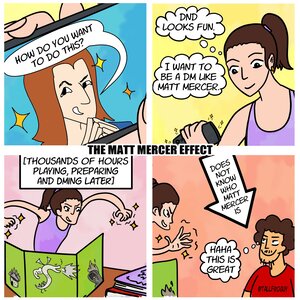 HOW DO YOU WANT
TO DO THIS?
DND
LOOKS FUN.
I WANT TO
BE A DM LIKE
MATT MERCER.
THE MATT MERCER EFFECT
[THOUSANDS OF HOURS
PLAYING, PREPARING
AND DMING LATER]
DOES
NOT
KNOW
WHO
MATT
MERCER
IS
HAHA
THIS IS
GREAT